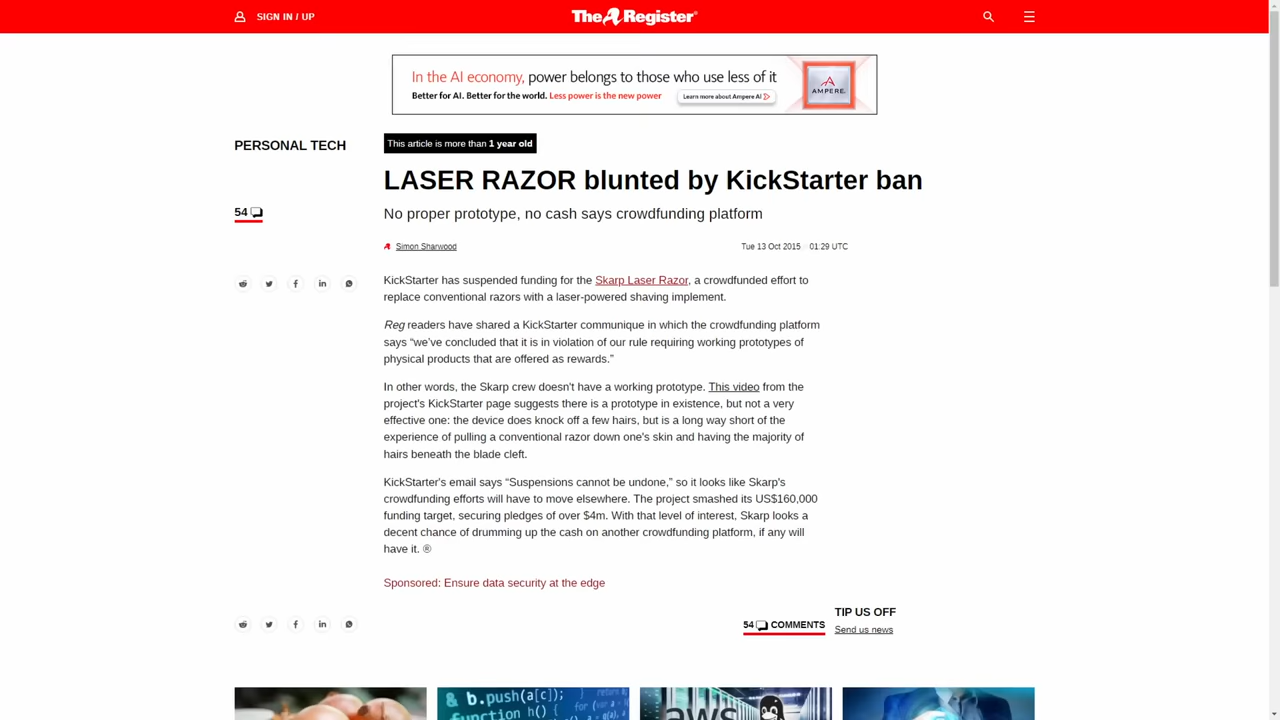 SIGN IN / UP
The A Register®
In the AI economy, power belongs to those who use less of it
Better for AI. Better for the world. Less power is the new power
Learn more about Ampere AI
AMPERE.
PERSONAL TECH
This article is more than 1 year old
LASER RAZOR blunted by KickStarter ban
54
No proper prototype, no cash says crowdfunding platform
Simon Sharwood
Tue 13 Oct 2015 01:29 UTC
KickStarter has suspended funding for the Skarp Laser Razor, a crowdfunded effort to
replace conventional razors with a laser-powered shaving implement.
Reg readers have shared a KickStarter communique in which the crowdfunding platform
says “we’ve concluded that it is in violation of our rule requiring working prototypes of
physical products that are offered as rewards.”
In other words, the Skarp crew doesn't have a working prototype. This video from the
project's KickStarter page suggests there is a prototype in existence, but not a very
effective one: the device does knock off a few hairs, but is a long way short of the
experience of pulling a conventional razor down one's skin and having the majority of
hairs beneath the blade cleft.
KickStarter's email says “Suspensions cannot be undone,” so it looks like Skarp's
crowdfunding efforts will have to move elsewhere. The project smashed its US$160,000
funding target, securing pledges of over $4m. With that level of interest, Skarp looks a
decent chance of drumming up the cash on another crowdfunding platform, if any will
have it. ®
Sponsored: Ensure data security at the edge
54 COMMENTS
TIP US OFF
Send us news
& b.push(a[c]);
function h()
aws